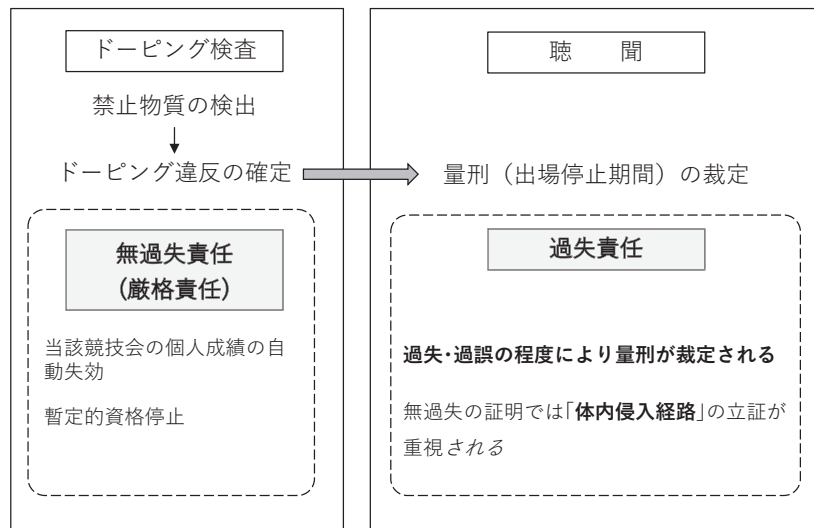 ドーピング検査
禁止物質の検出
ドーピング違反の確定
無過失責任
(厳格責任)
当該競技会の個人成績の自
動失効
暫定的資格停止
聴　聞
量刑（出場停止期間）の裁定
過失責任
過失・過誤の程度により量刑が裁定される
無過失の証明では｢体内侵入経路｣の立証が
重視される